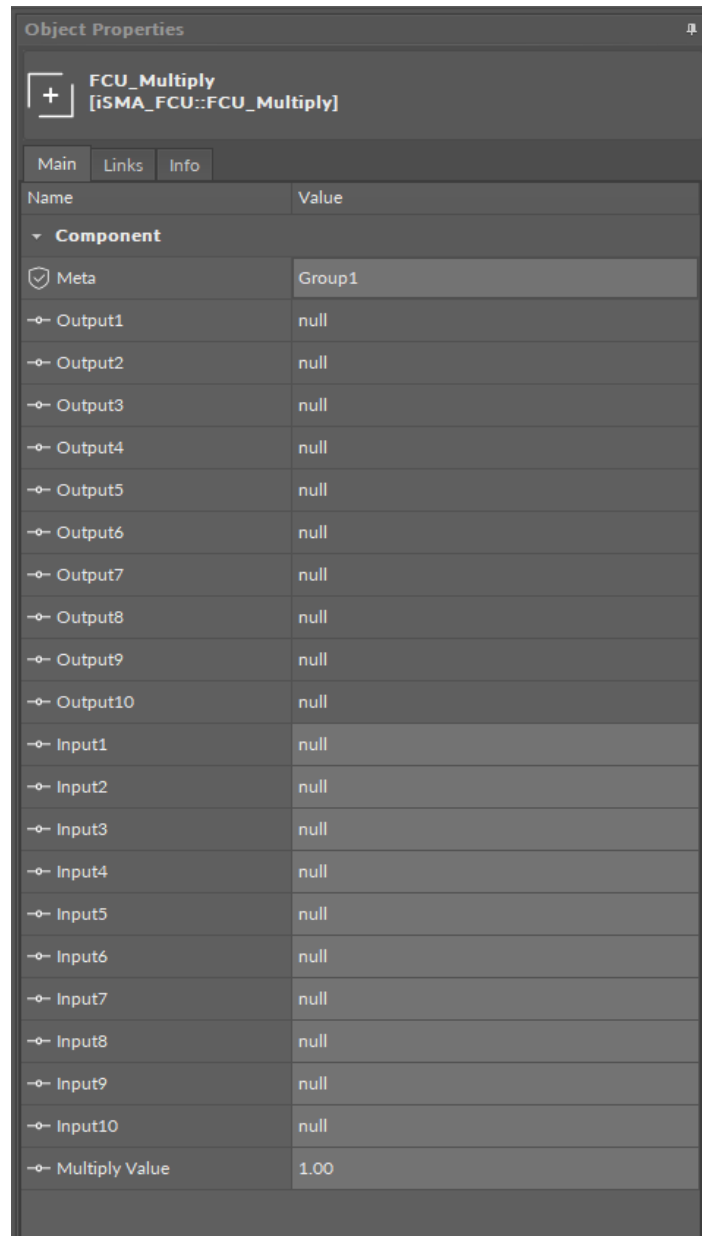 Object Properties
FCU_Multiply
[iSMA_FCU::FCU_Multiply]
Main Links Info
Name Value
Component
Meta Group1
Output1 null
Output2 null
Output3 null
Output4 null
Output5 null
Output6 null
Output7 null
Output8 null
Output9 null
Output10 null
Input1 null
Input2 null
Input3 null
Input4 null
Input5 null
Input6 null
Input7 null
Input8 null
Input9 null
Input10 null
Multiply Value 1.00